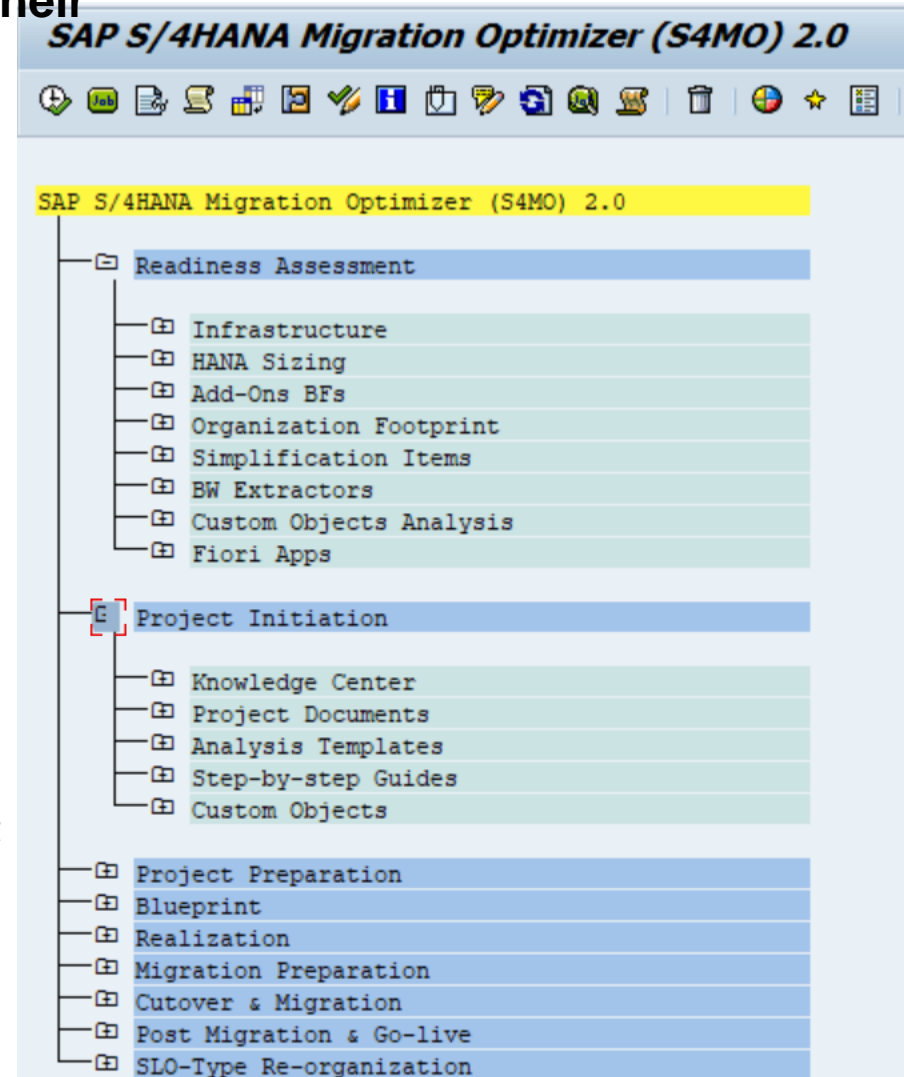 heir
SAP S/4HANA Migration Optimizer (S4MO) 2.0
Job
SAP S/4HANA Migration Optimizer (S4MO) 2.0
Readiness Assessment
Infrastructure
HANA Sizing
Add-Ons BFs
Organization Footprint
Simplification Items
BW Extractors
Custom Objects Analysis
Fiori Apps
Project Initiation
Knowledge Center
Project Documents
Analysis Templates
Step-by-step Guides
Custom Objects
Project Preparation
Blueprint
Realization
Migration Preparation
Cutover & Migration
Post Migration & Go-live
SLO-Type Re-organization